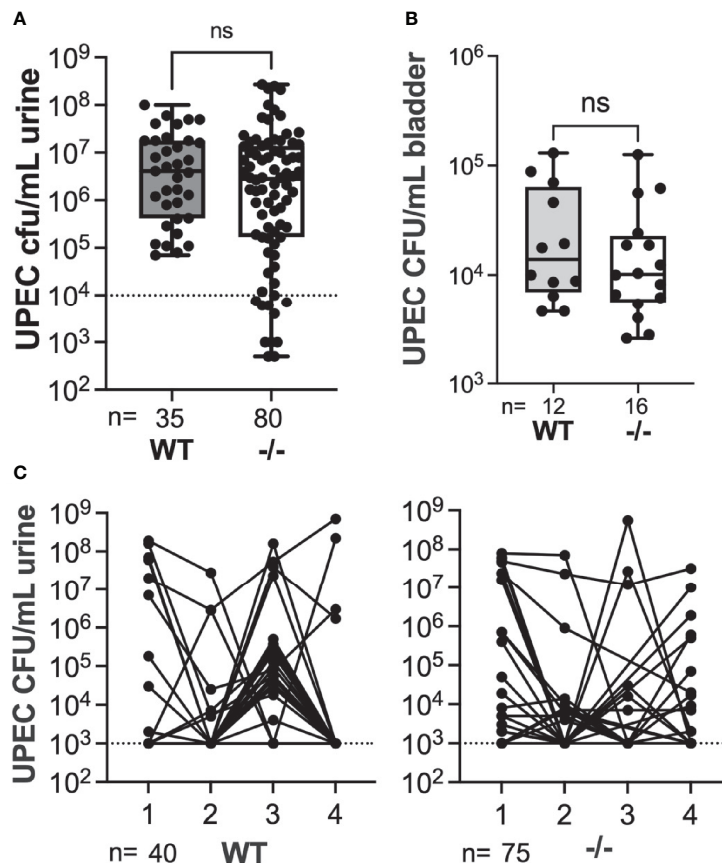 A
ns
UPEC cfu/mL urine
10⁹
10⁸
10⁷
10⁶
10⁵
10⁴
10³
10²
n= 35 80
WT -/-
B
ns
UPEC CFU/mL bladder
10⁶
10⁵
10⁴
10³
n= 12 16
WT -/-
C
UPEC CFU/mL urine
10⁹
10⁸
10⁷
10⁶
10⁵
10⁴
10³
10²
1 2 3 4
n= 40 WT
10⁹
10⁸
10⁷
10⁶
10⁵
10⁴
10³
10²
1 2 3 4
n= 75 -/-